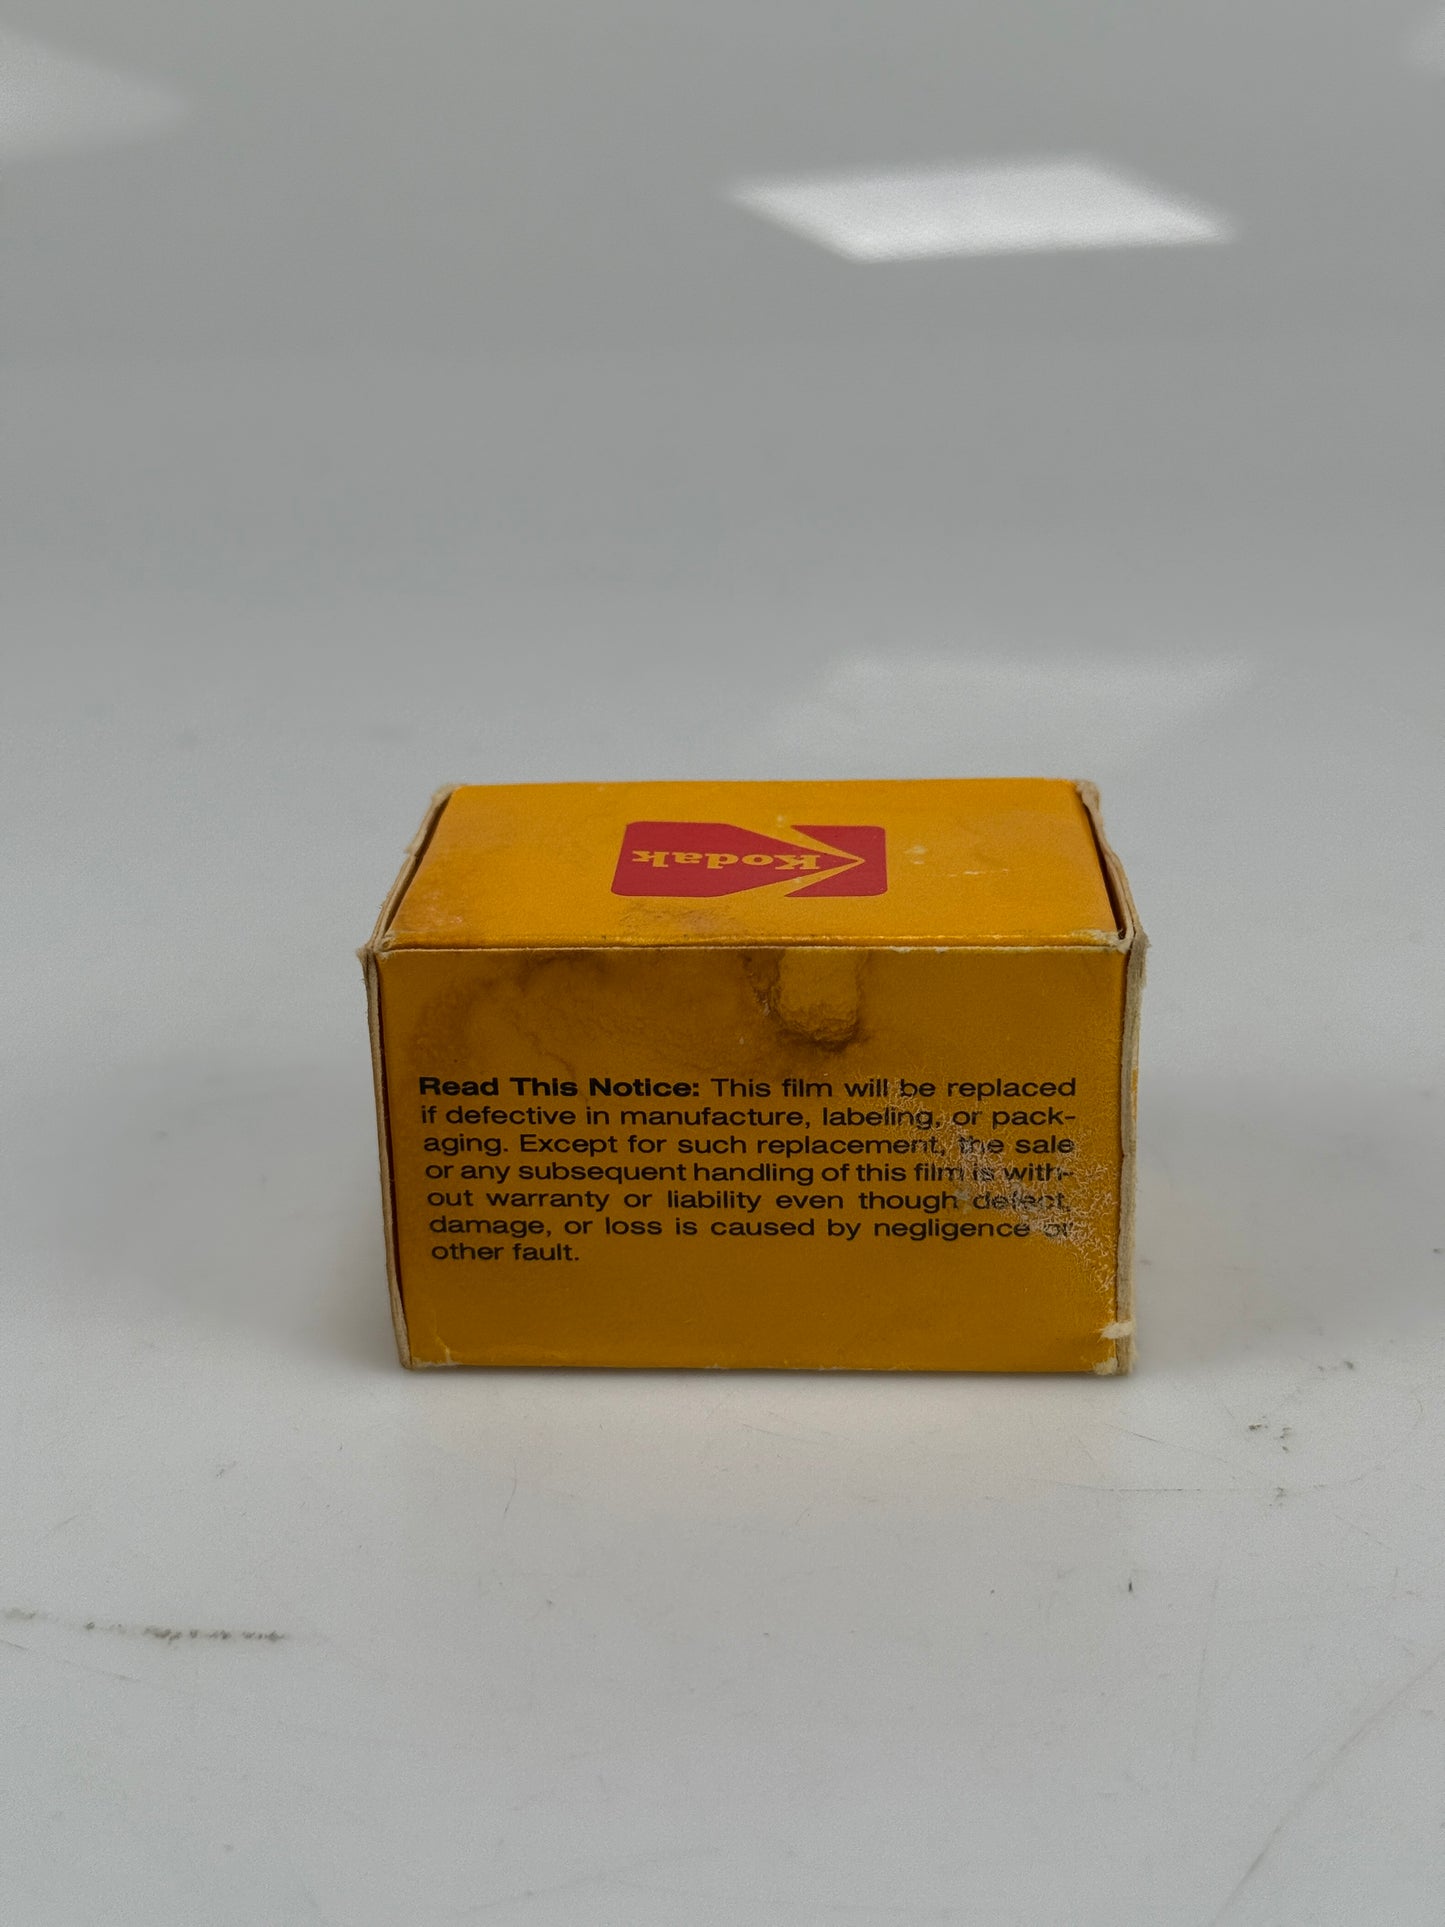 Kodak
Read This Notice: This film will be replaced
if defective in manufacture, labeling, or pack-
aging. Except for such replacement, the sale
or any subsequent handling of this film is with-
out warranty or liability even though defect,
damage, or loss is caused by negligence or
other fault.